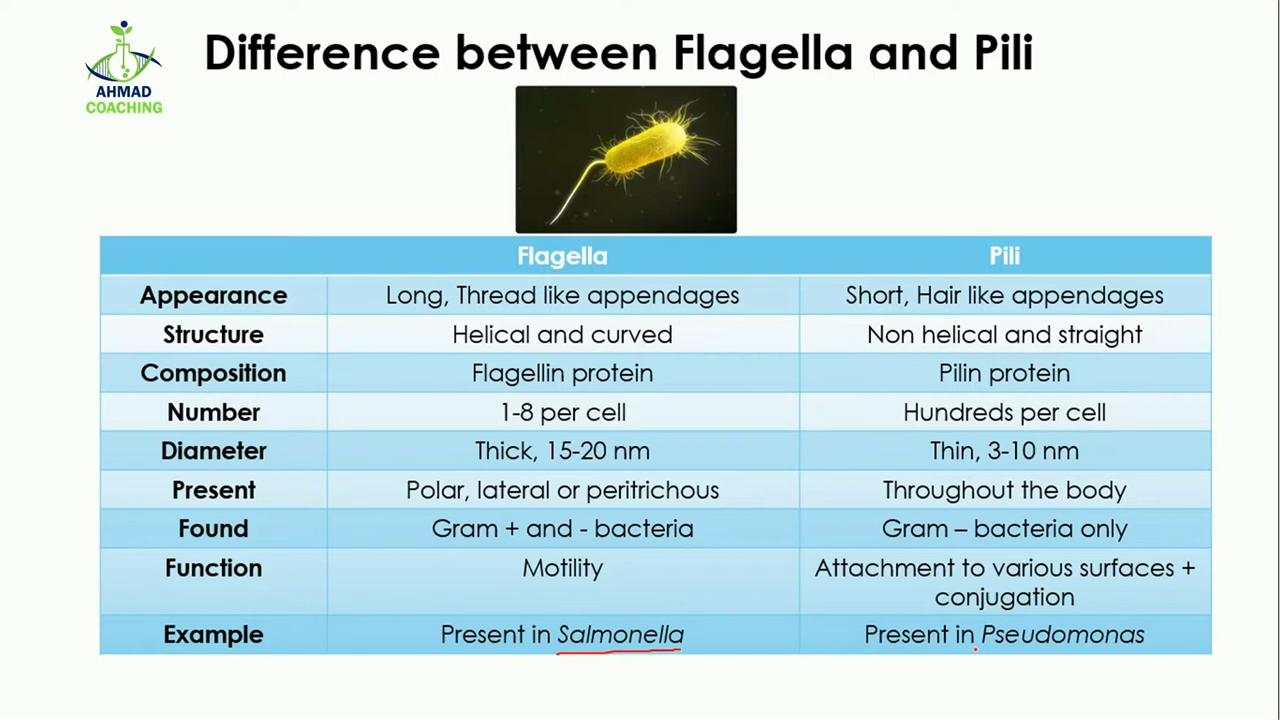 AHMAD
COACHING
Difference between Flagella and Pili
Flagella Pili
Appearance Long, Thread like appendages Short, Hair like appendages
Structure Helical and curved Non helical and straight
Composition Flagellin protein Pilin protein
Number 1-8 per cell Hundreds per cell
Diameter Thick, 15-20 nm Thin, 3-10 nm
Present Polar, lateral or peritrichous Throughout the body
Found Gram + and - bacteria Gram – bacteria only
Function Motility Attachment to various surfaces +
conjugation
Example Present in Salmonella Present in Pseudomonas